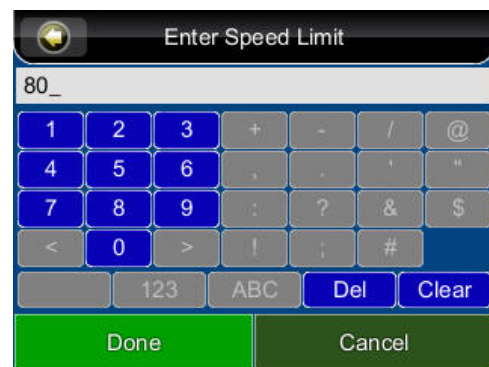 Enter Speed Limit
80_
1 2 3 + - / @
4 5 6 , . ' "
7 8 9 : ? & $
< 0 > ! ; #
123 ABC Del Clear
Done Cancel